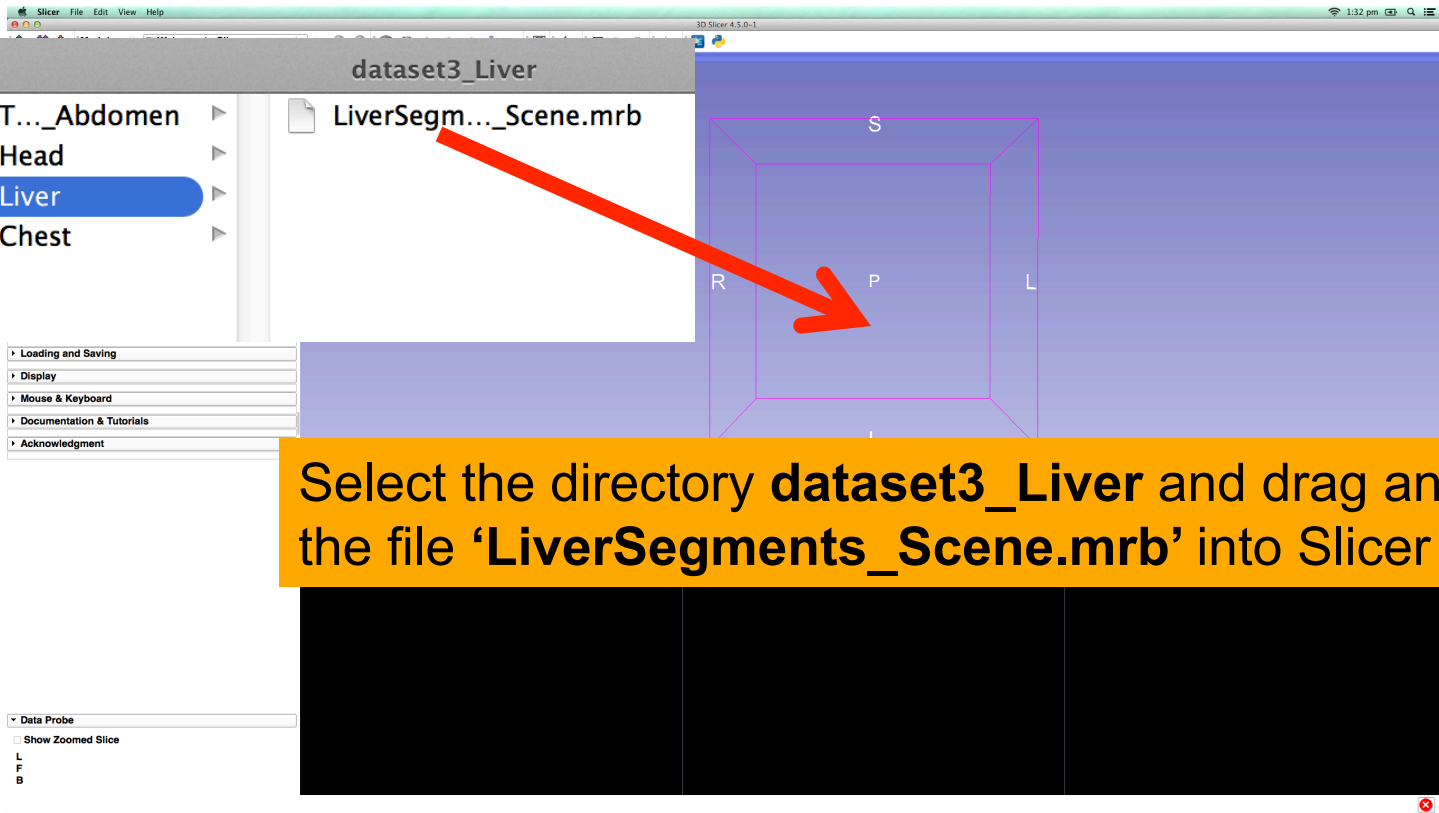 Slicer File Edit View Help
1:32 pm
3D Slicer 4.5.0-1
dataset3_Liver
T..._Abdomen
LiverSegm..._Scene.mrb
Head
Liver
Chest
S
R
P
L
Loading and Saving
Display
Mouse & Keyboard
Documentation & Tutorials
Acknowledgment
Select the directory dataset3_Liver and drag an
the file ‘LiverSegments_Scene.mrb’ into Slicer
Data Probe
Show Zoomed Slice
L
F
B